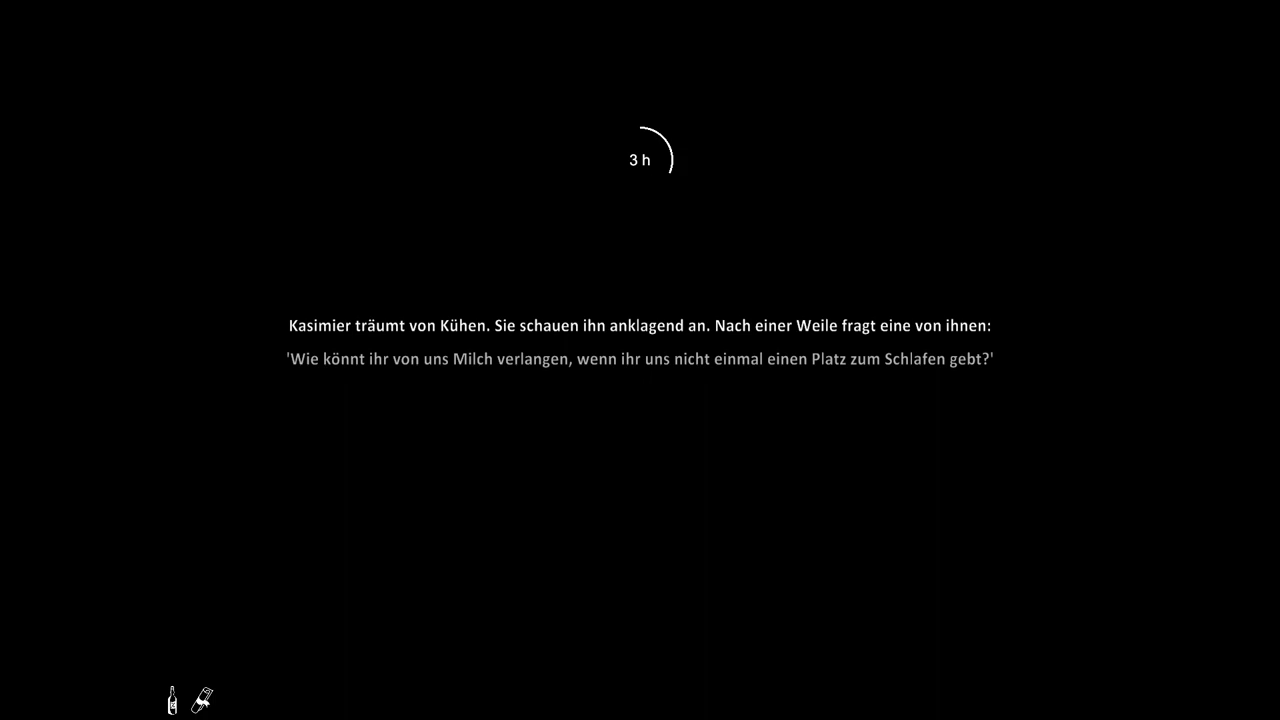 3 h
Kasimier träumt von Kühen. Sie schauen ihn anklagend an. Nach einer Weile fragt eine von ihnen:
'Wie könnt ihr von uns Milch verlangen, wenn ihr uns nicht einmal einen Platz zum Schlafen gebt?'